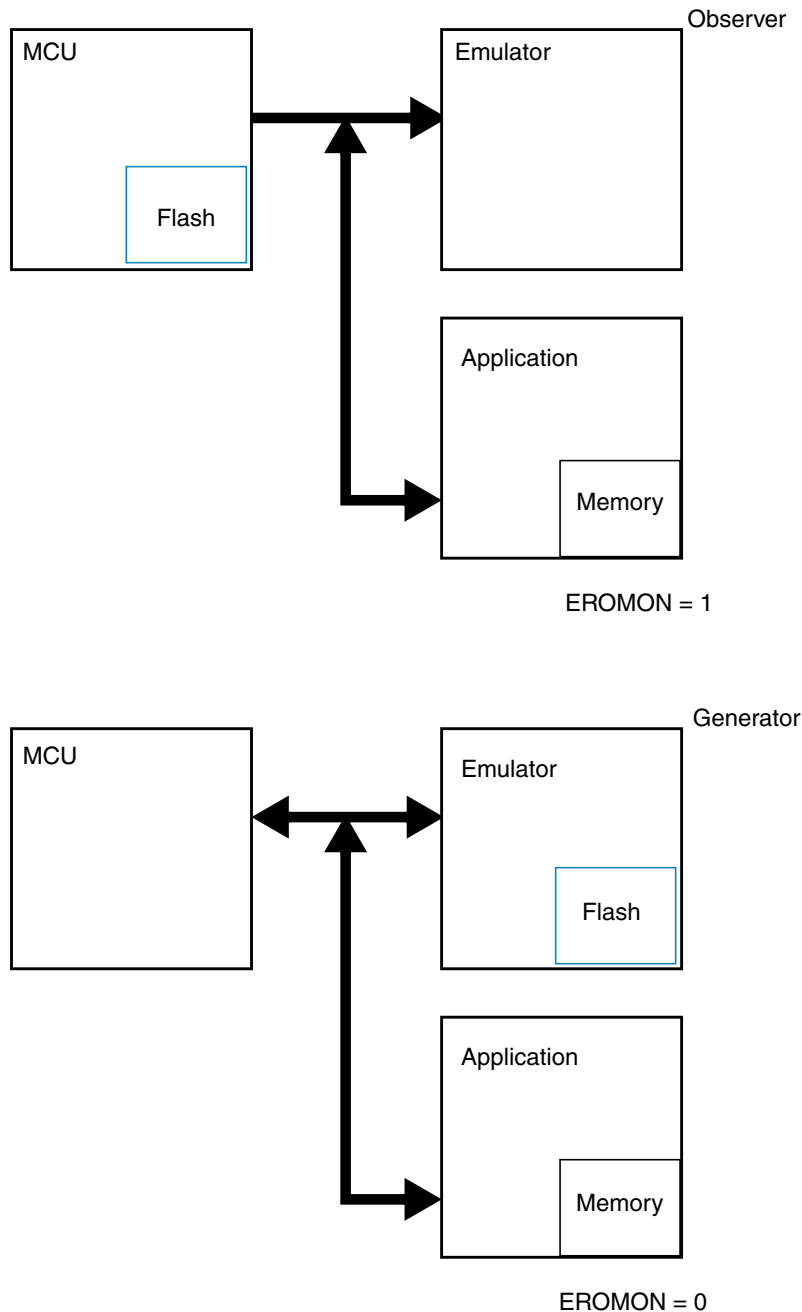 Observer
MCU
Emulator
Flash
Application
Memory
EROMON = 1
Generator
MCU
Emulator
Flash
Application
Memory
EROMON = 0